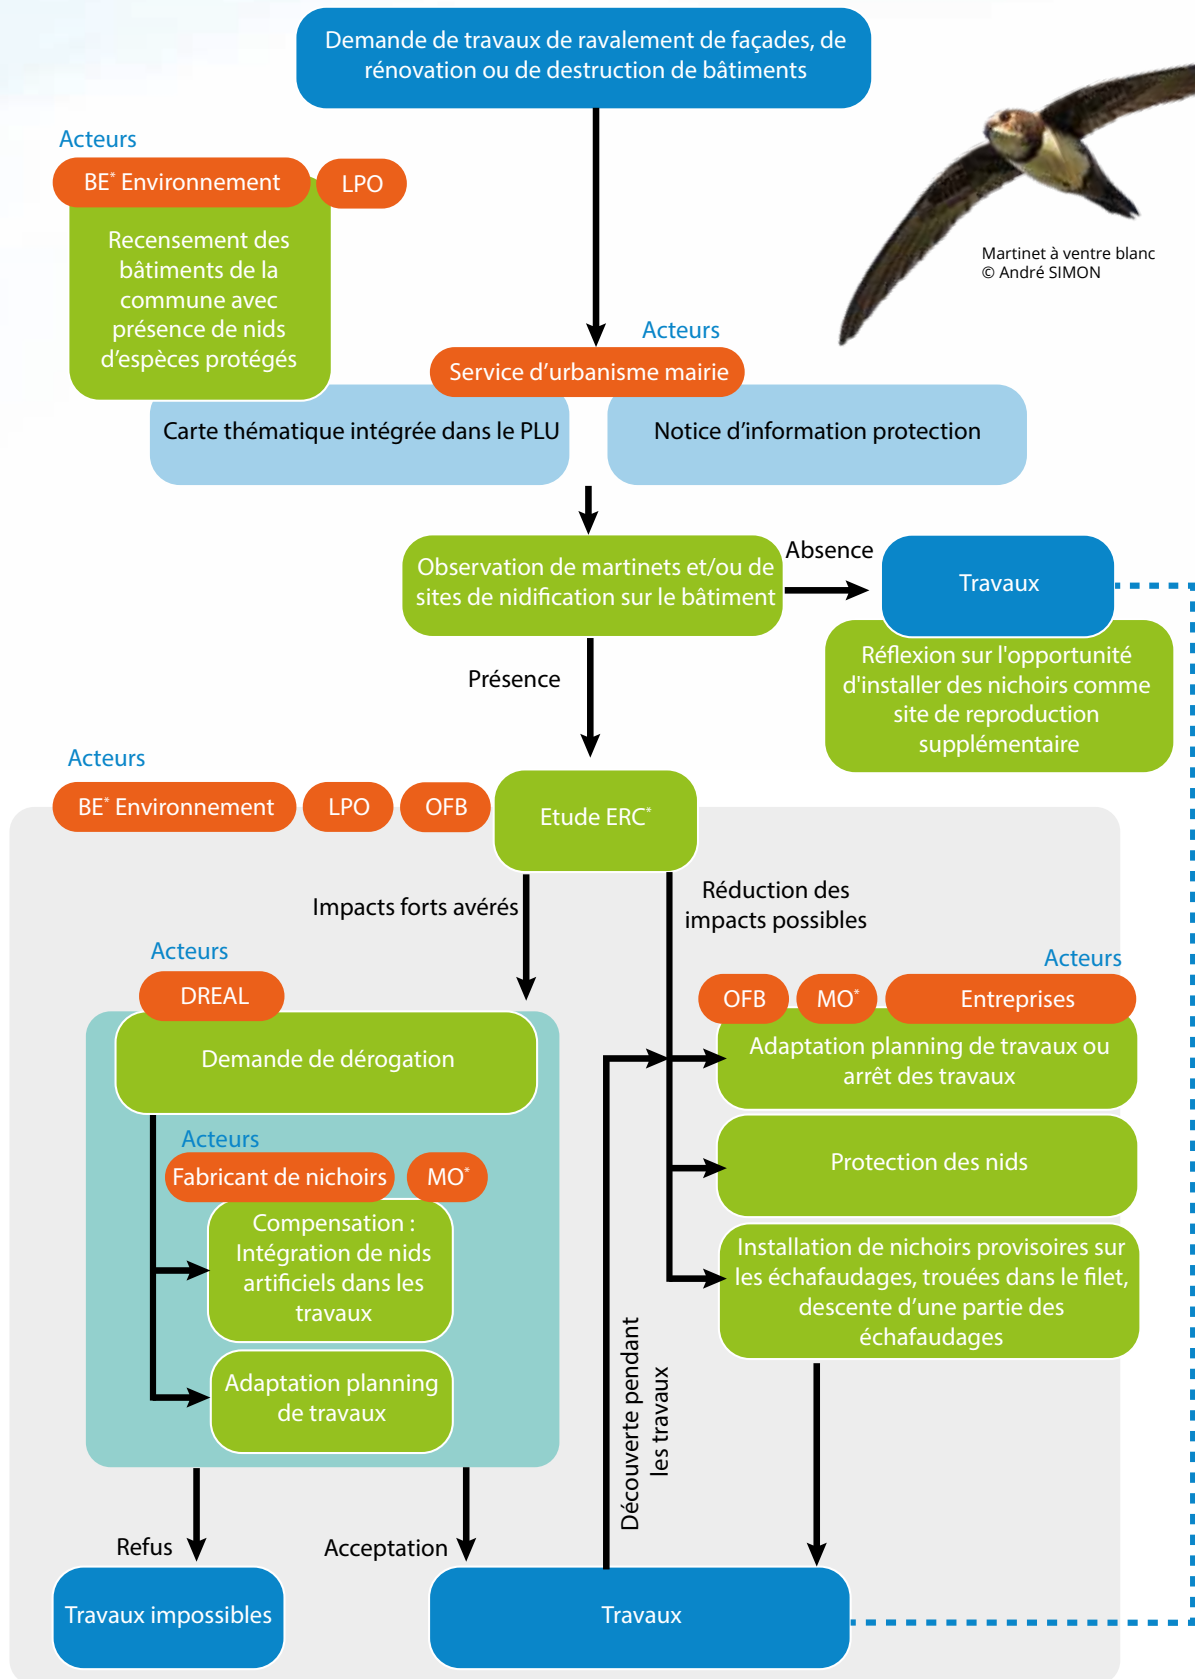 Demande de travaux de ravalement de façades, de
rénovation ou de destruction de bâtiments
Acteurs
BE* Environnement
LPO
Recensement des
bâtiments de la
commune avec
présence de nids
d'espèces protégés
Martinet à ventre blanc
© André SIMON
Acteurs
Service d'urbanisme mairie
Carte thématique intégrée dans le PLU
Notice d'information protection
Observation de martinets et/ou de
sites de nidification sur le bâtiment
Absence
Travaux
Réflexion sur l'opportunité
d'installer des nichoirs comme
site de reproduction
supplémentaire
Présence
Acteurs
BE* Environnement
LPO
OFB
Etude ERC*
Impacts forts avérés
Réduction des
impacts possibles
Acteurs
DREAL
Demande de dérogation
Acteurs
Fabricant de nichoirs
MO*
Compensation :
Intégration de nids
artificiels dans les
travaux
Adaptation planning
de travaux
Acteurs
OFB
MO*
Entreprises
Adaptation planning de travaux ou
arrêt des travaux
Protection des nids
Installation de nichoirs provisoires sur
les échafaudages, trouées dans le filet,
descente d'une partie des
échafaudages
Découverte pendant
les travaux
Refus
Acceptation
Travaux impossibles
Travaux